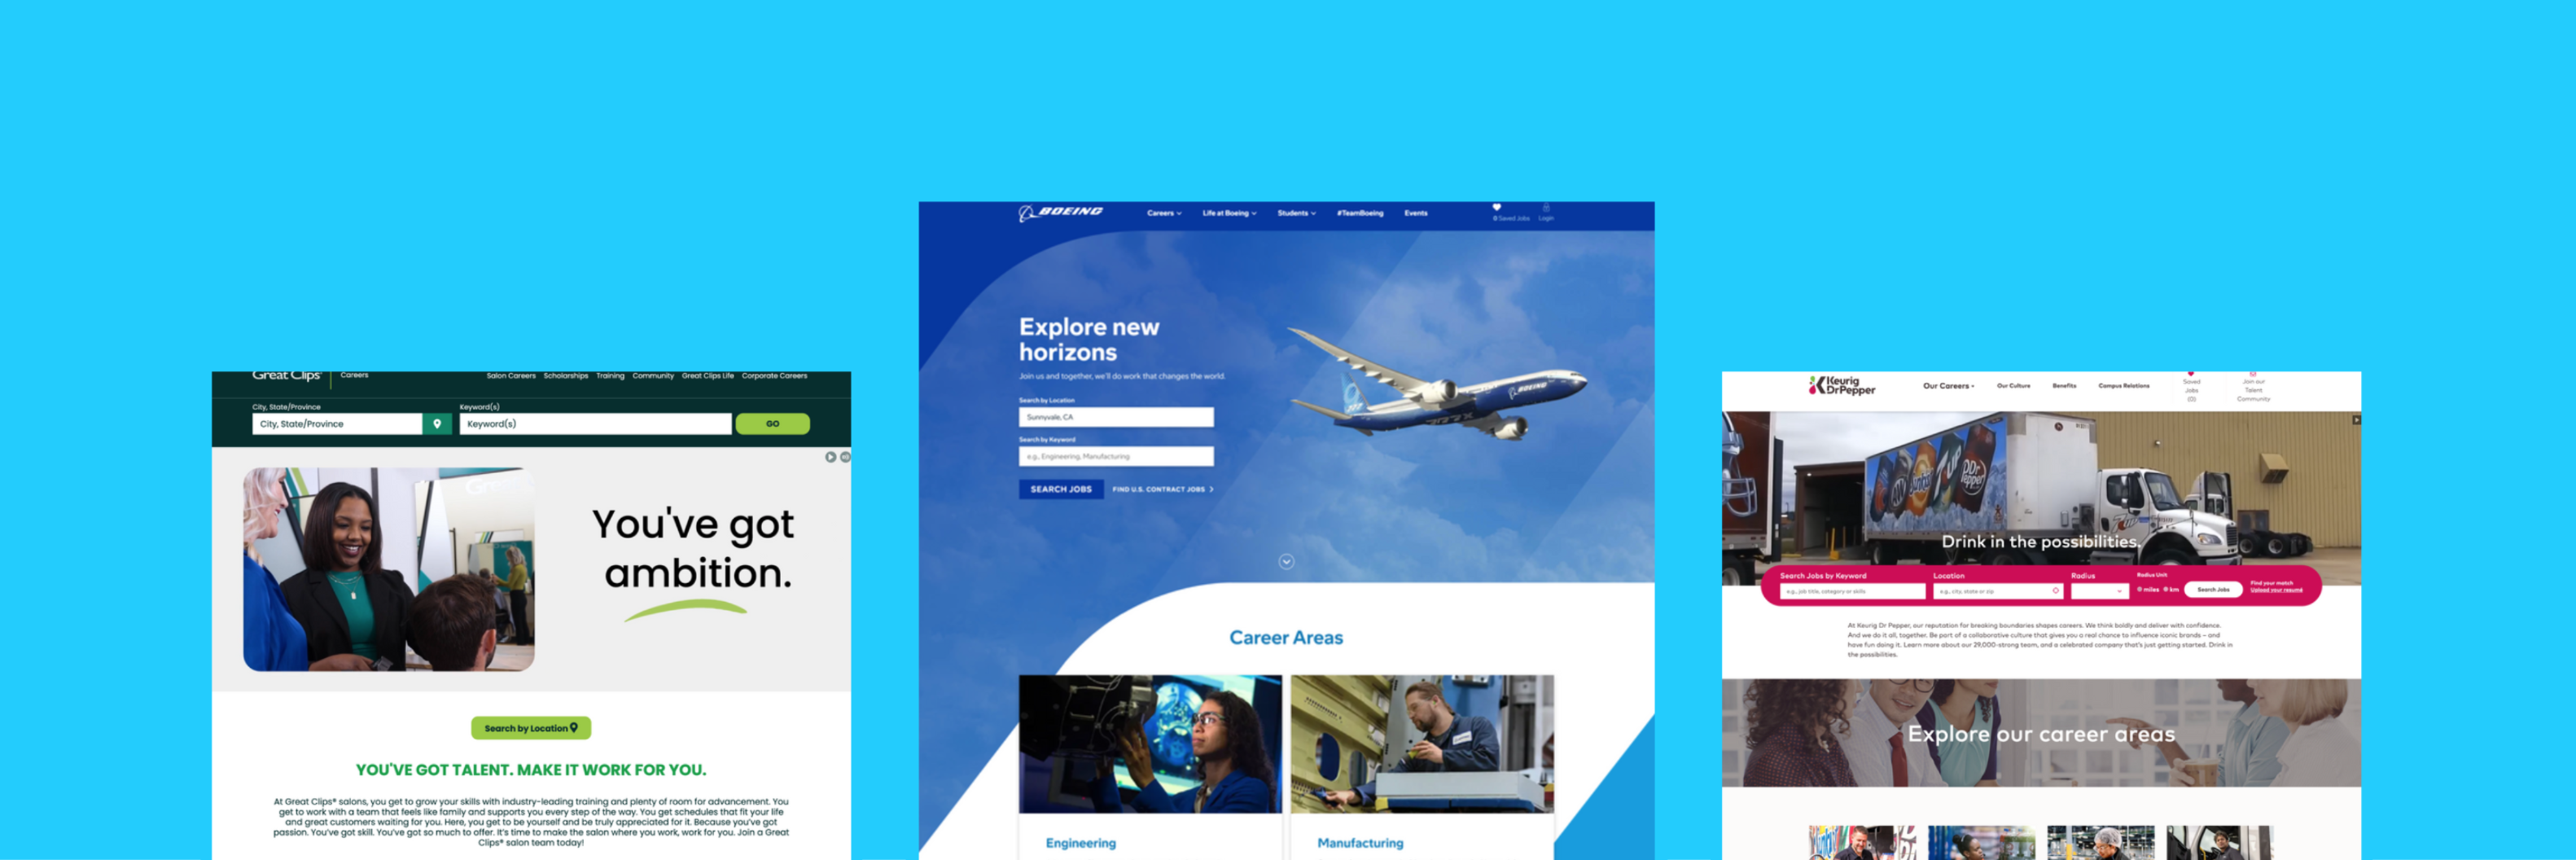 Great Clips®
Careers
Salon Careers Scholarships Training Community Great Clips Life Corporate Careers
City, State/Province
Keyword(s)
City, State/Province
Keyword(s)
GO
Great
You've got
ambition.
Search by Location
YOU'VE GOT TALENT. MAKE IT WORK FOR YOU.
At Great Clips® salons, you get to grow your skills with industry-leading training and plenty of room for advancement. You
get to work with a team that feels like family and supports you every step of the way. You get schedules that fit your life
and great customers waiting for you. Here, you get to be yourself and be truly appreciated for it. Because you've got
passion. You've got skill. You've got so much to offer. It's time to make the salon where you work, work for you. Join a Great
Clips® salon team today!
BOEING
Careers Life at Boeing Students #TeamBoeing Events
0 Saved Jobs Login
Explore new
horizons
Join us and together, we'll do work that changes the world.
Search by Location
Sunnyvale, CA
Search by Keyword
e.g., Engineering, Manufacturing
SEARCH JOBS FIND U.S. CONTRACT JOBS
BOEING
777X
Career Areas
Engineering
Manufacturing
Keurig
DrPepper
Our Careers Our Culture Benefits Campus Relations
Saved
Jobs
(0)
Join our
Talent
Community
A&W
Sunkist
7UP
Dr
Pepper
Drink in the possibilities.
Search Jobs by Keyword
Location
Radius
Radius Unit
e.g., job title, category or skills
e.g., city, state or zip
miles km
Search Jobs
Find your match
Upload your resumé
At Keurig Dr Pepper, our reputation for breaking boundaries shapes careers. We think boldly and deliver with confidence.
And we do it all, together. Be part of a collaborative culture that gives you a real chance to influence iconic brands – and
have fun doing it. Learn more about our 29,000-strong team, and a celebrated company that's just getting started. Drink in
the possibilities.
Explore our career areas